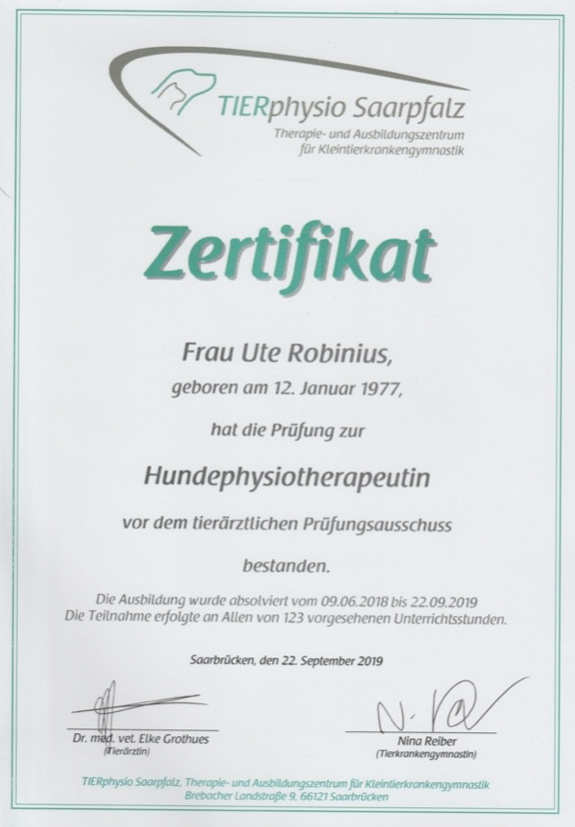 TIERphysio Saarpfalz
Therapie- und Ausbildungszentrum
für Kleintierkrankengymnastik
Zertifikat
Frau Ute Robinius,
geboren am 12. Januar 1977,
hat die Prüfung zur
Hundephysiotherapeutin
vor dem tierärztlichen Prüfungsausschuss
bestanden.
Die Ausbildung wurde absolviert vom 09.06.2018 bis 22.09.2019
Die Teilnahme erfolgte an Allen von 123 vorgesehenen Unterrichtsstunden.
Saarbrücken, den 22. September 2019
Dr. med. vet. Elke Grothues
(Tierärztin)
Nina Reiber
(Tierkrankengymnastin)
TIERphysio Saarpfalz, Therapie- und Ausbildungszentrum für Kleintierkrankengymnastik
Brebacher Landstraße 9, 66121 Saarbrücken